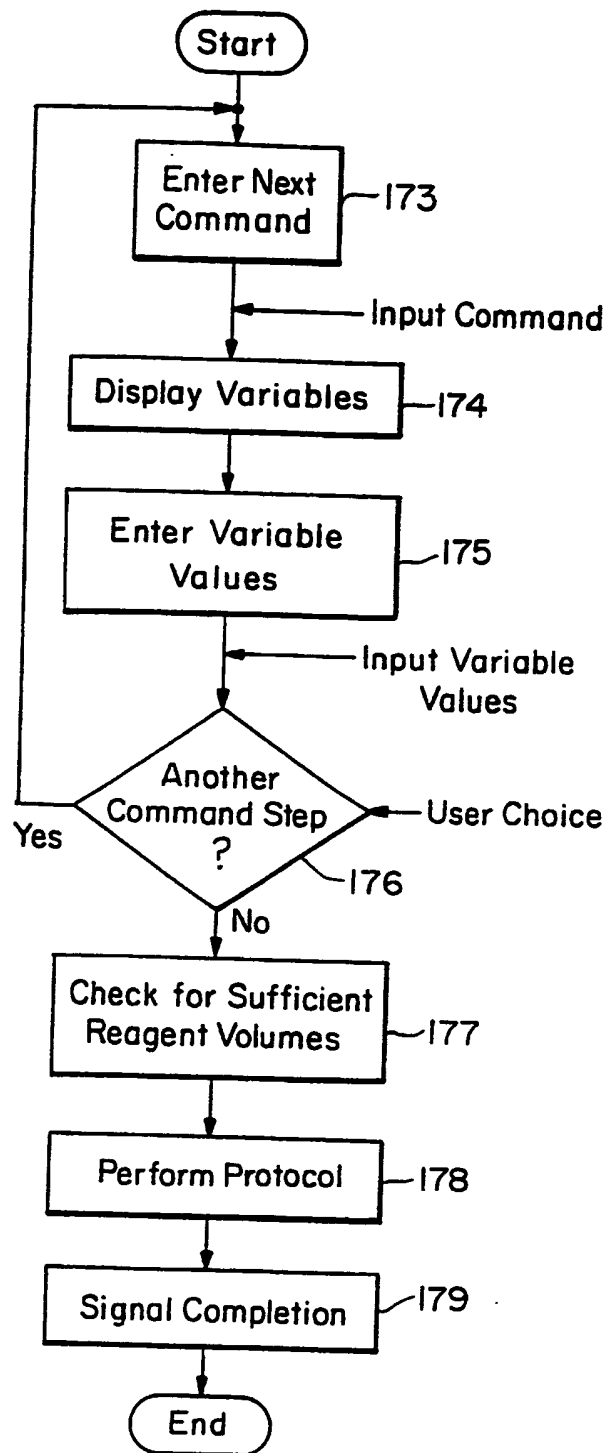 Start
Enter Next
Command
173
Input Command
Display Variables
174
Enter Variable
Values
175
Input Variable
Values
Another
Command Step
?
User Choice
Yes
176
No
Check for Sufficient
Reagent Volumes
177
Perform Protocol
178
Signal Completion
179
End